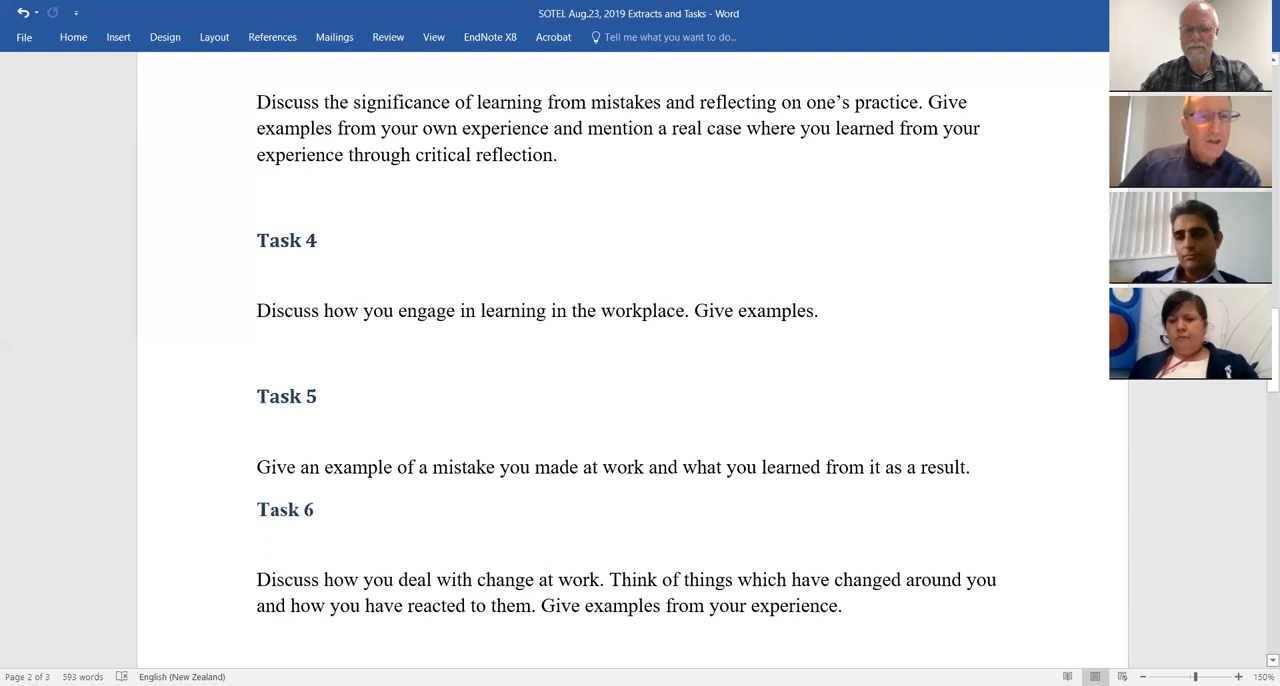 SOTEL Aug.23, 2019 Extracts and Tasks - Word
File Home Insert Design Layout References Mailings Review View EndNote X8 Acrobat Tell me what you want to do...
Discuss the significance of learning from mistakes and reflecting on one’s practice. Give
examples from your own experience and mention a real case where you learned from your
experience through critical reflection.
Task 4
Discuss how you engage in learning in the workplace. Give examples.
Task 5
Give an example of a mistake you made at work and what you learned from it as a result.
Task 6
Discuss how you deal with change at work. Think of things which have changed around you
and how you have reacted to them. Give examples from your experience.
Page 2 of 3 593 words English (New Zealand) 150%